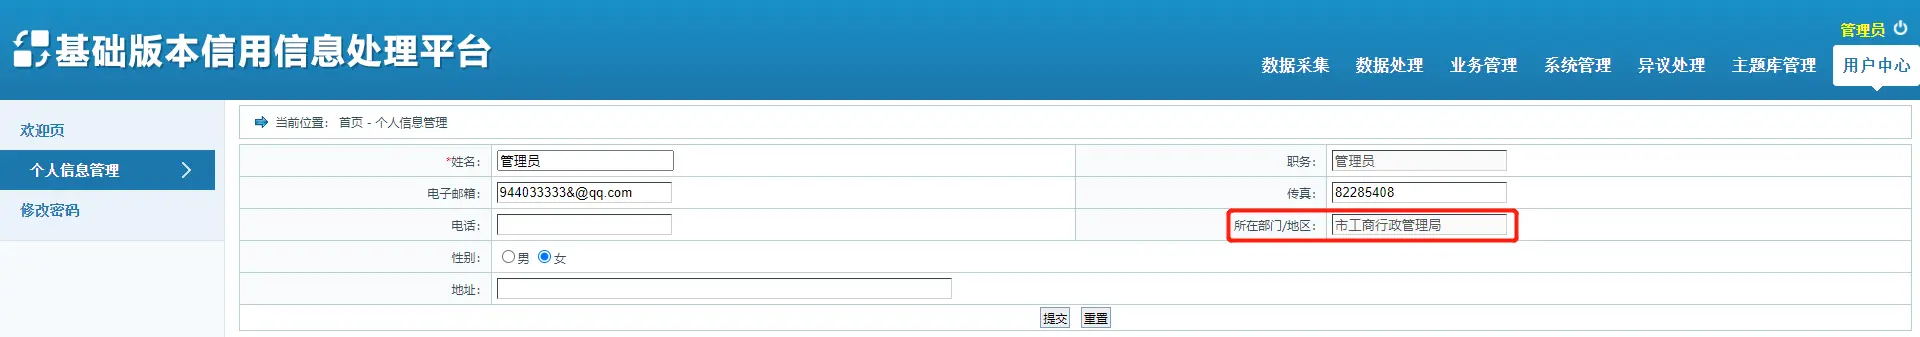 管理员
基础版本信用信息处理平台
数据采集 数据处理 业务管理 系统管理 异议处理 主题库管理 用户中心
欢迎页
个人信息管理
修改密码
当前位置： 首页 - 个人信息管理
*姓名： 管理员 职务： 管理员
电子邮箱： 944033333&@qq.com 传真： 82285408
电话： 所在部门/地区： 市工商行政管理局
性别： 男 女
地址：
提交 重置